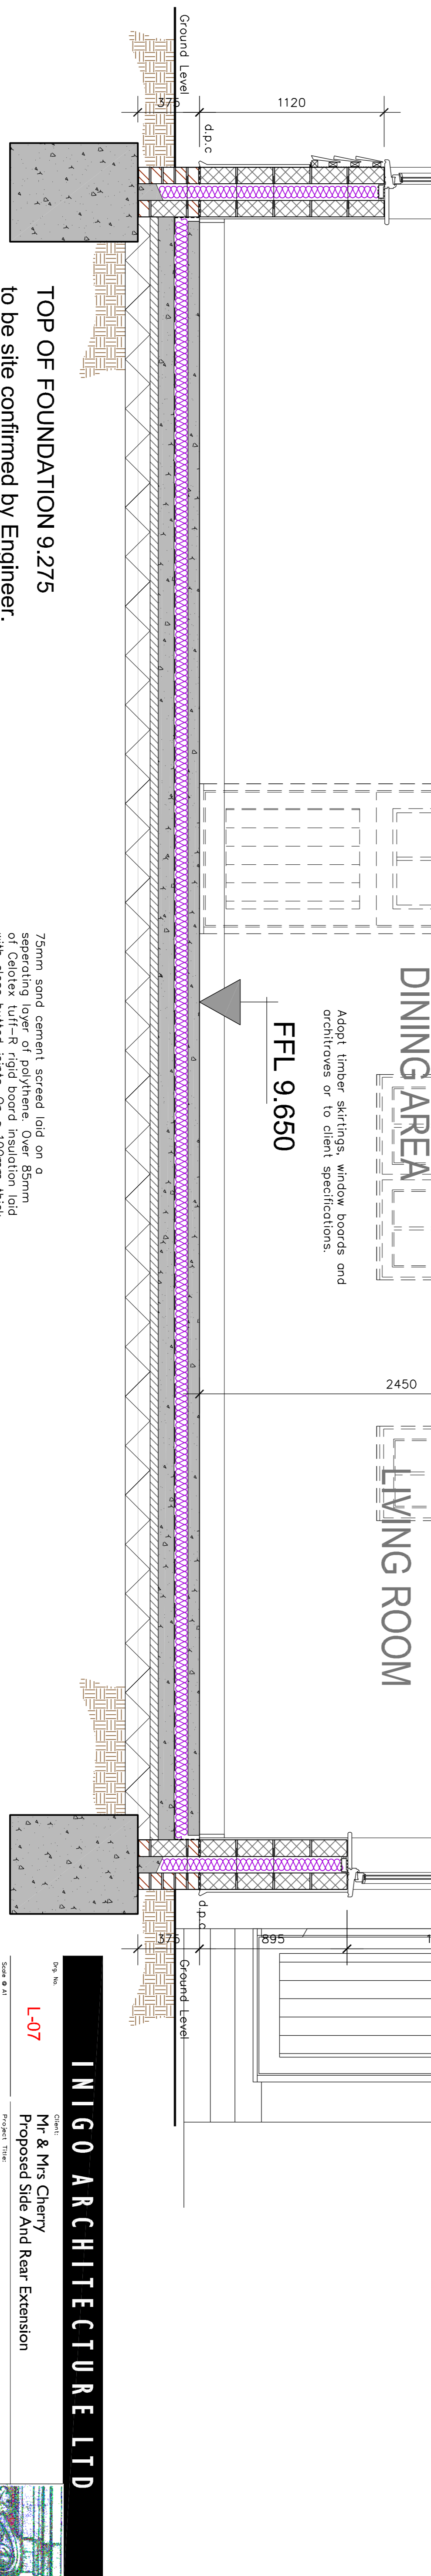 DINING AREA
LIVING ROOM
2450
Adopt timber skirtings, window boards and
architraves or to client specifications.
FFL 9.650
1120
375
d.p.c
Ground Level
895
375
d.p.c
Ground Level
TOP OF FOUNDATION 9.275
to be site confirmed by Engineer.
75mm sand cement screed laid on a
seperating layer of polythene. Over 85mm
of Celotex tuff-R rigid board insulation laid
INIGO ARCHITECTURE LTD
Drg. No.
L-07
Scale @ A1
Client:
Mr & Mrs Cherry
Proposed Side And Rear Extension
Project Title: